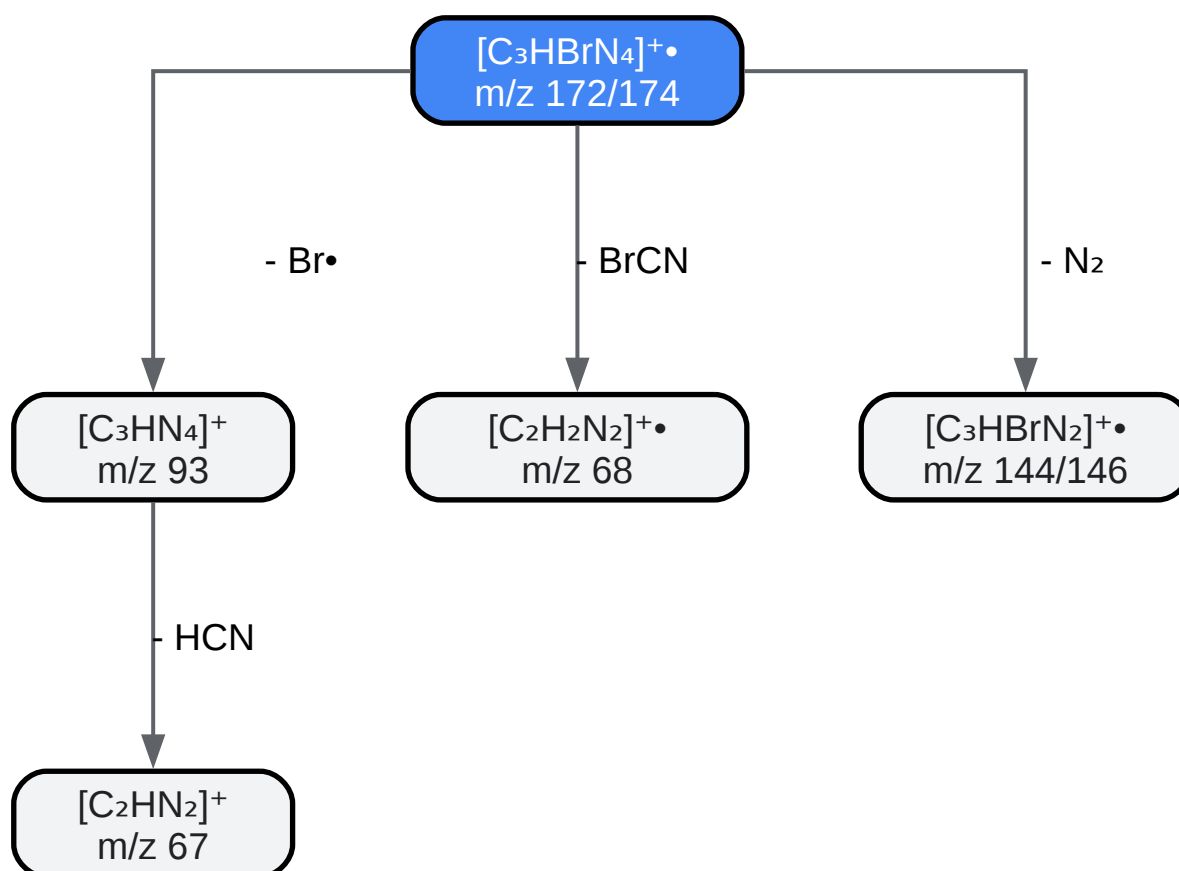 [C₃HBrN₄]⁺•
m/z 172/174
- Br•
- BrCN
- N₂
[C₃HN₄]⁺
m/z 93
[C₂H₂N₂]⁺•
m/z 68
[C₃HBrN₂]⁺•
m/z 144/146
- HCN
[C₂HN₂]⁺
m/z 67